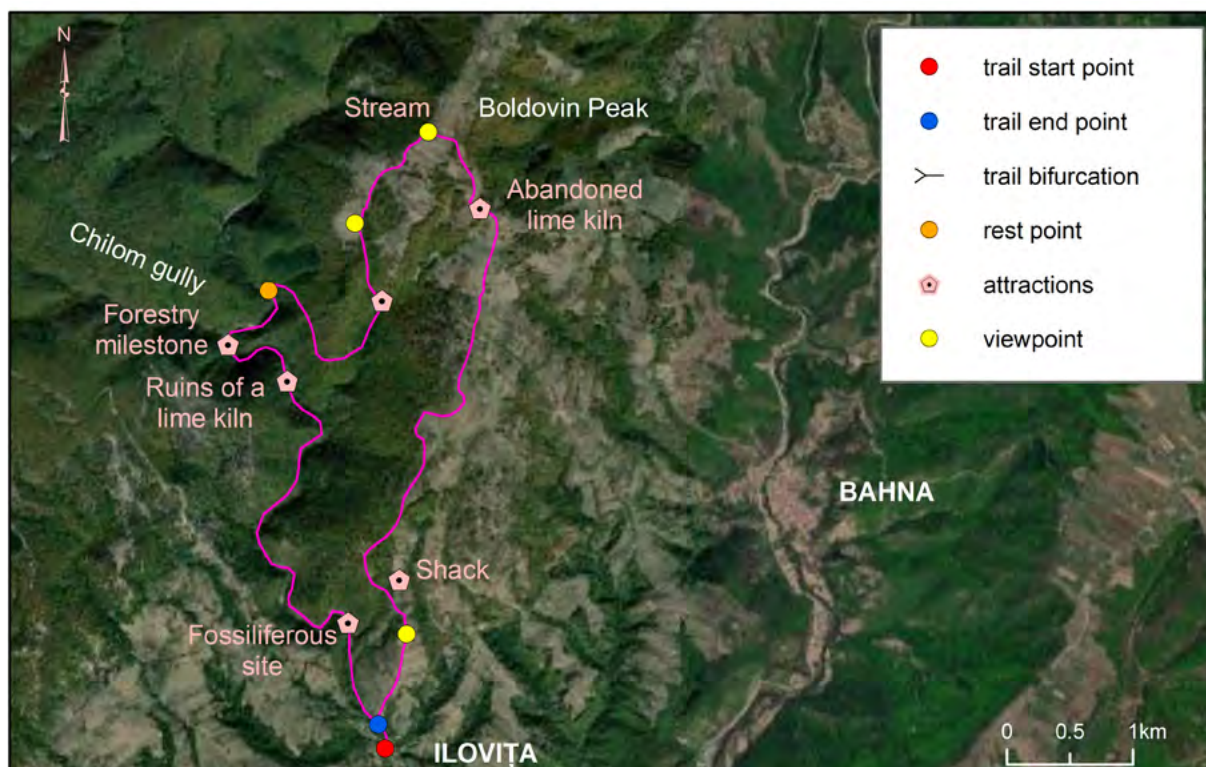 N
Stream
Boldovin Peak
Abandoned
lime kiln
Chilom gully
Forestry
milestone
Ruins of a
lime kiln
BAHNA
Shack
Fossiliferous
site
ILOVIȚA
trail start point
trail end point
trail bifurcation
rest point
attractions
viewpoint
0 0.5 1km